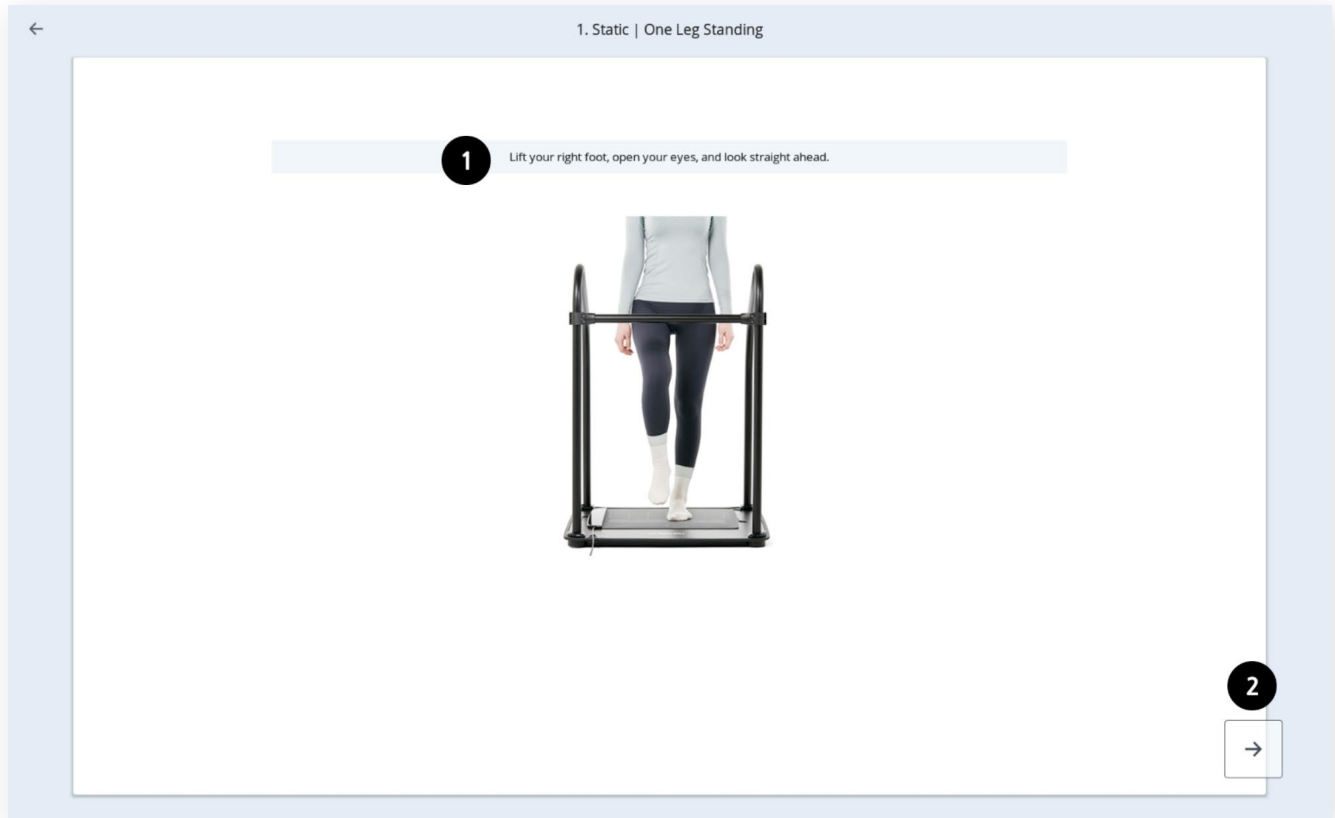 1. Static | One Leg Standing
1
Lift your right foot, open your eyes, and look straight ahead.
2